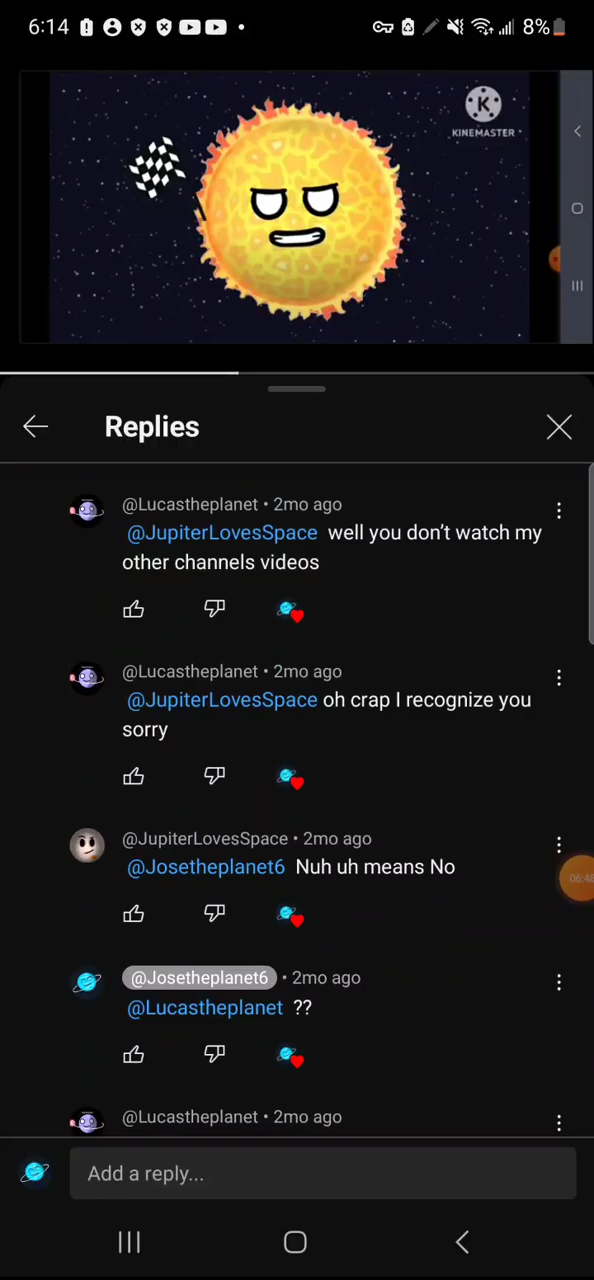 6:14
8%
K
KINEMASTER
Replies
@Lucastheplanet • 2mo ago
@JupiterLovesSpace well you don’t watch my
other channels videos
@Lucastheplanet • 2mo ago
@JupiterLovesSpace oh crap I recognize you
sorry
@JupiterLovesSpace • 2mo ago
@Josetheplanet6 Nuh uh means No
06:48
@Josetheplanet6 • 2mo ago
@Lucastheplanet ??
@Lucastheplanet • 2mo ago
Add a reply...